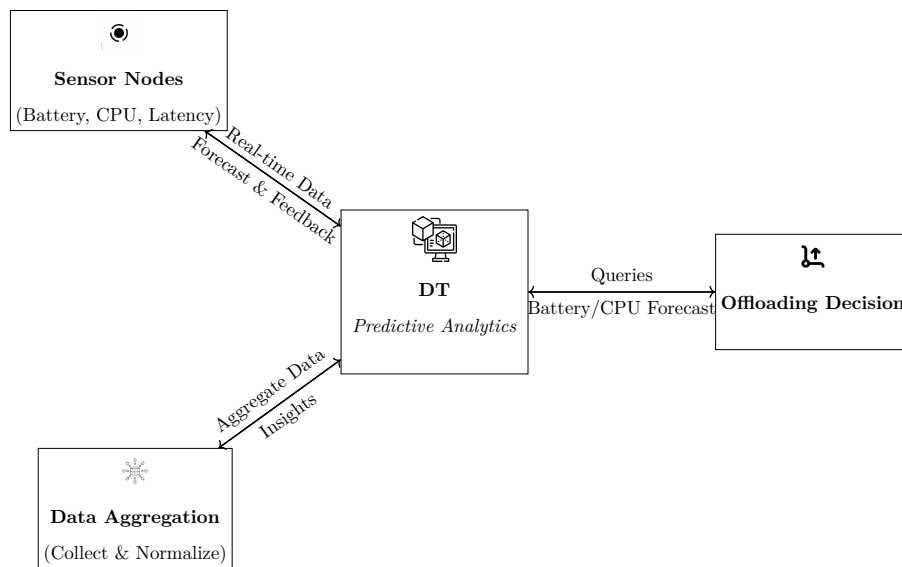 Sensor Nodes
(Battery, CPU, Latency)
Real-time Data
Forecast & Feedback
DT
Predictive Analytics
Queries
Battery/CPU Forecast
Offloading Decision
Aggregate Data
Insights
Data Aggregation
(Collect & Normalize)